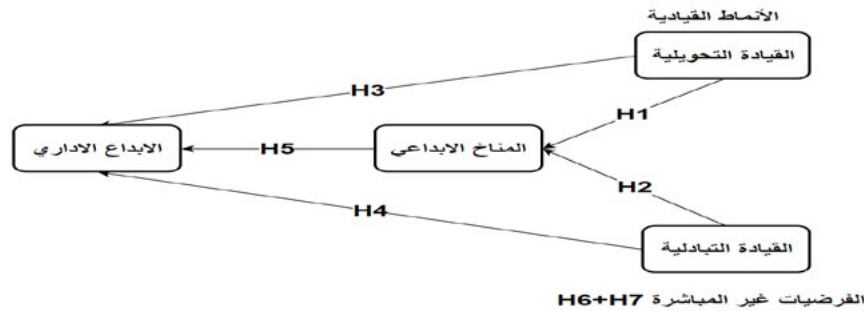 الأنماط القيادية
القيادة التحويلية
H3
H1
الابداع الاداري
H5
المناخ الابداعي
H2
H4
القيادة التبادلية
الفرضيات غير المباشرة H6+H7